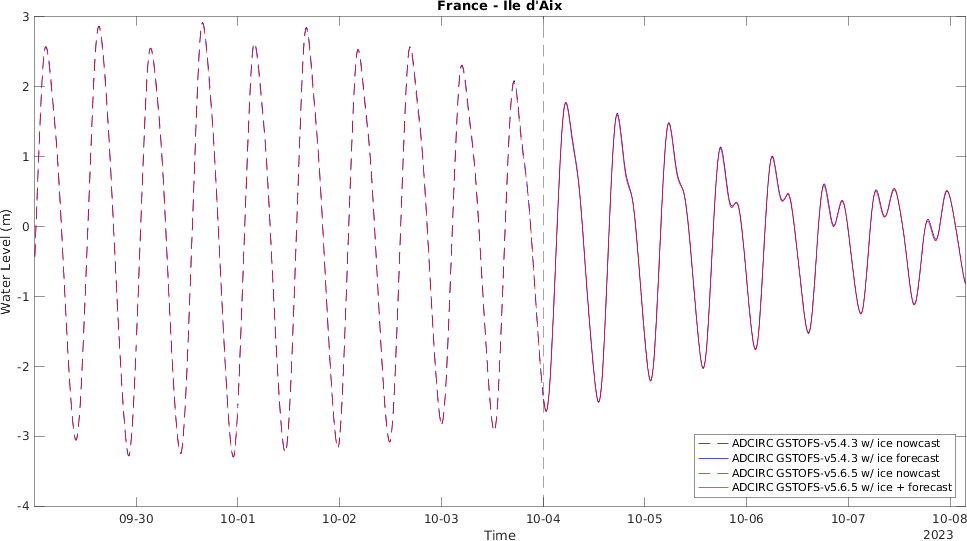 France - Ile d'Aix
3
2
1
0
-1
-2
-3
-4
Water Level (m)
ADCIRC GSTOFS-v5.4.3 w/ ice nowcast
ADCIRC GSTOFS-v5.4.3 w/ ice forecast
ADCIRC GSTOFS-v5.6.5 w/ ice nowcast
ADCIRC GSTOFS-v5.6.5 w/ ice + forecast
09-30 10-01 10-02 10-03 10-04 10-05 10-06 10-07 10-08
Time 2023